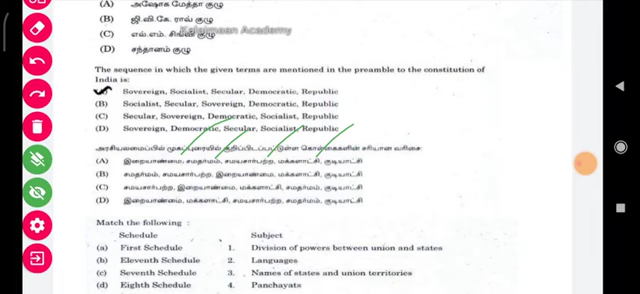 (A) அஷோக மேத்தா குழு
(B) ஜி.வி.கே. ராவ் குழு
(C) எல்.எம். சிங்வி குழு
Kalaimaan Academy
(D) சந்தானம் குழு
The sequence in which the given terms are mentioned in the preamble to the constitution of
India is:
Sovereign, Socialist, Secular, Democratic, Republic
(B) Socialist, Secular, Sovereign, Democratic, Republic
(C) Secular, Sovereign, Democratic, Socialist, Republic
(D) Sovereign, Democratic, Secular, Socialist, Republic
அரசியலமைப்பில் முகப்புரையில் குறிப்பிடப்பட்டுள்ள கொள்கைகளின் சரியான வரிசை:
(A) இறையாண்மை, சமதர்மம், சமயசார்பற்ற, மக்களாட்சி, குடியாட்சி
(B) சமதர்மம், சமயசார்பற்ற, இறையாண்மை, மக்களாட்சி, குடியாட்சி
(C) சமயசார்பற்ற, இறையாண்மை, மக்களாட்சி, சமதர்மம், குடியாட்சி
(D) இறையாண்மை, மக்களாட்சி, சமயசார்பற்ற, சமதர்மம், குடியாட்சி
Match the following :
Schedule Subject
(a) First Schedule 1. Division of powers between union and states
(b) Eleventh Schedule 2. Languages
(c) Seventh Schedule 3. Names of states and union territories
(d) Eighth Schedule 4. Panchayats